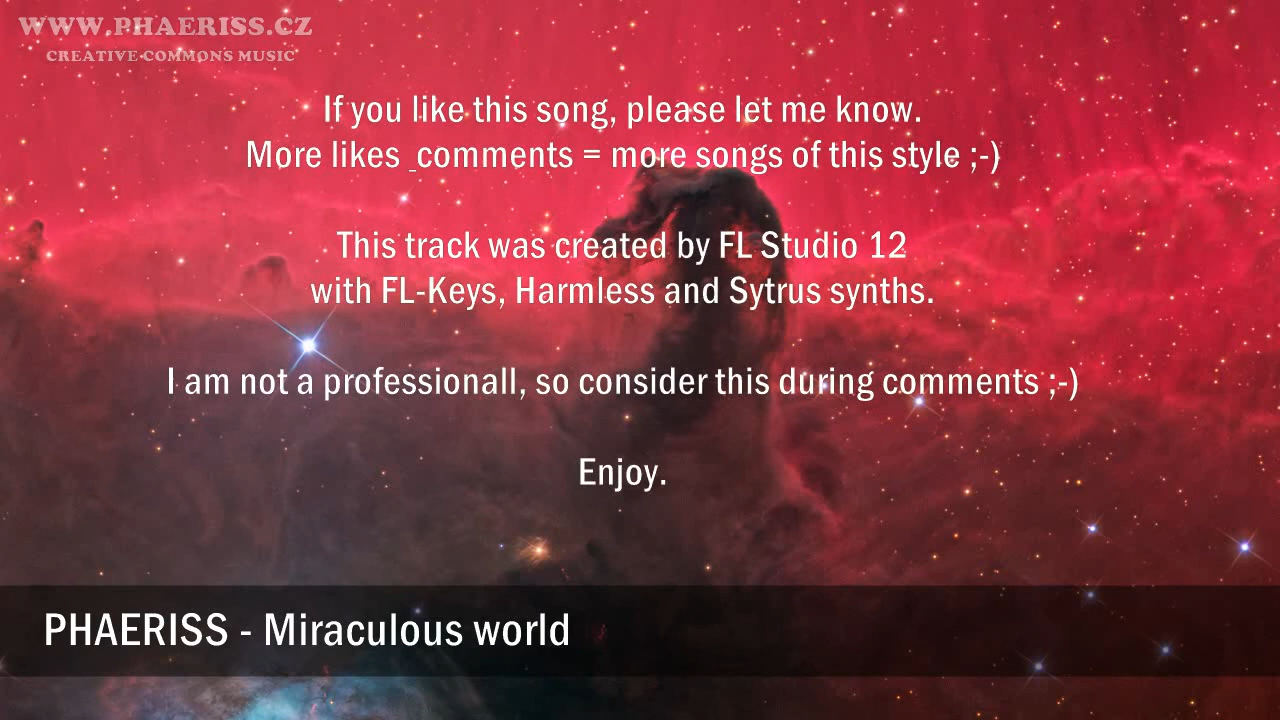 WWW.PHAERISS.CZ
CREATIVE COMMONS MUSIC
If you like this song, please let me know.
More likes _comments = more songs of this style ;-)
This track was created by FL Studio 12
with FL-Keys, Harmless and Sytrus synths.
I am not a professionall, so consider this during comments ;-)
Enjoy.
PHAERISS - Miraculous world